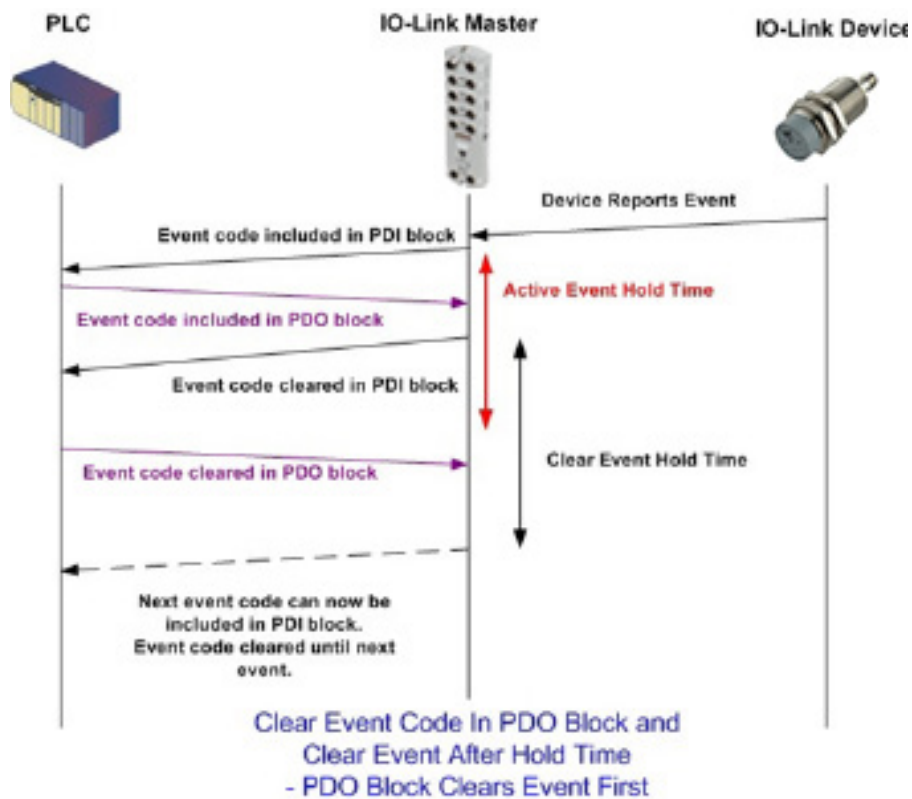 PLC
IO-Link Master
IO-Link Device
Device Reports Event
Event code included in PDI block
Active Event Hold Time
Event code included in PDO block
Event code cleared in PDI block
Clear Event Hold Time
Event code cleared in PDO block
Next event code can now be
included in PDI block.
Event code cleared until next
event.
Clear Event Code In PDO Block and
Clear Event After Hold Time
- PDO Block Clears Event First